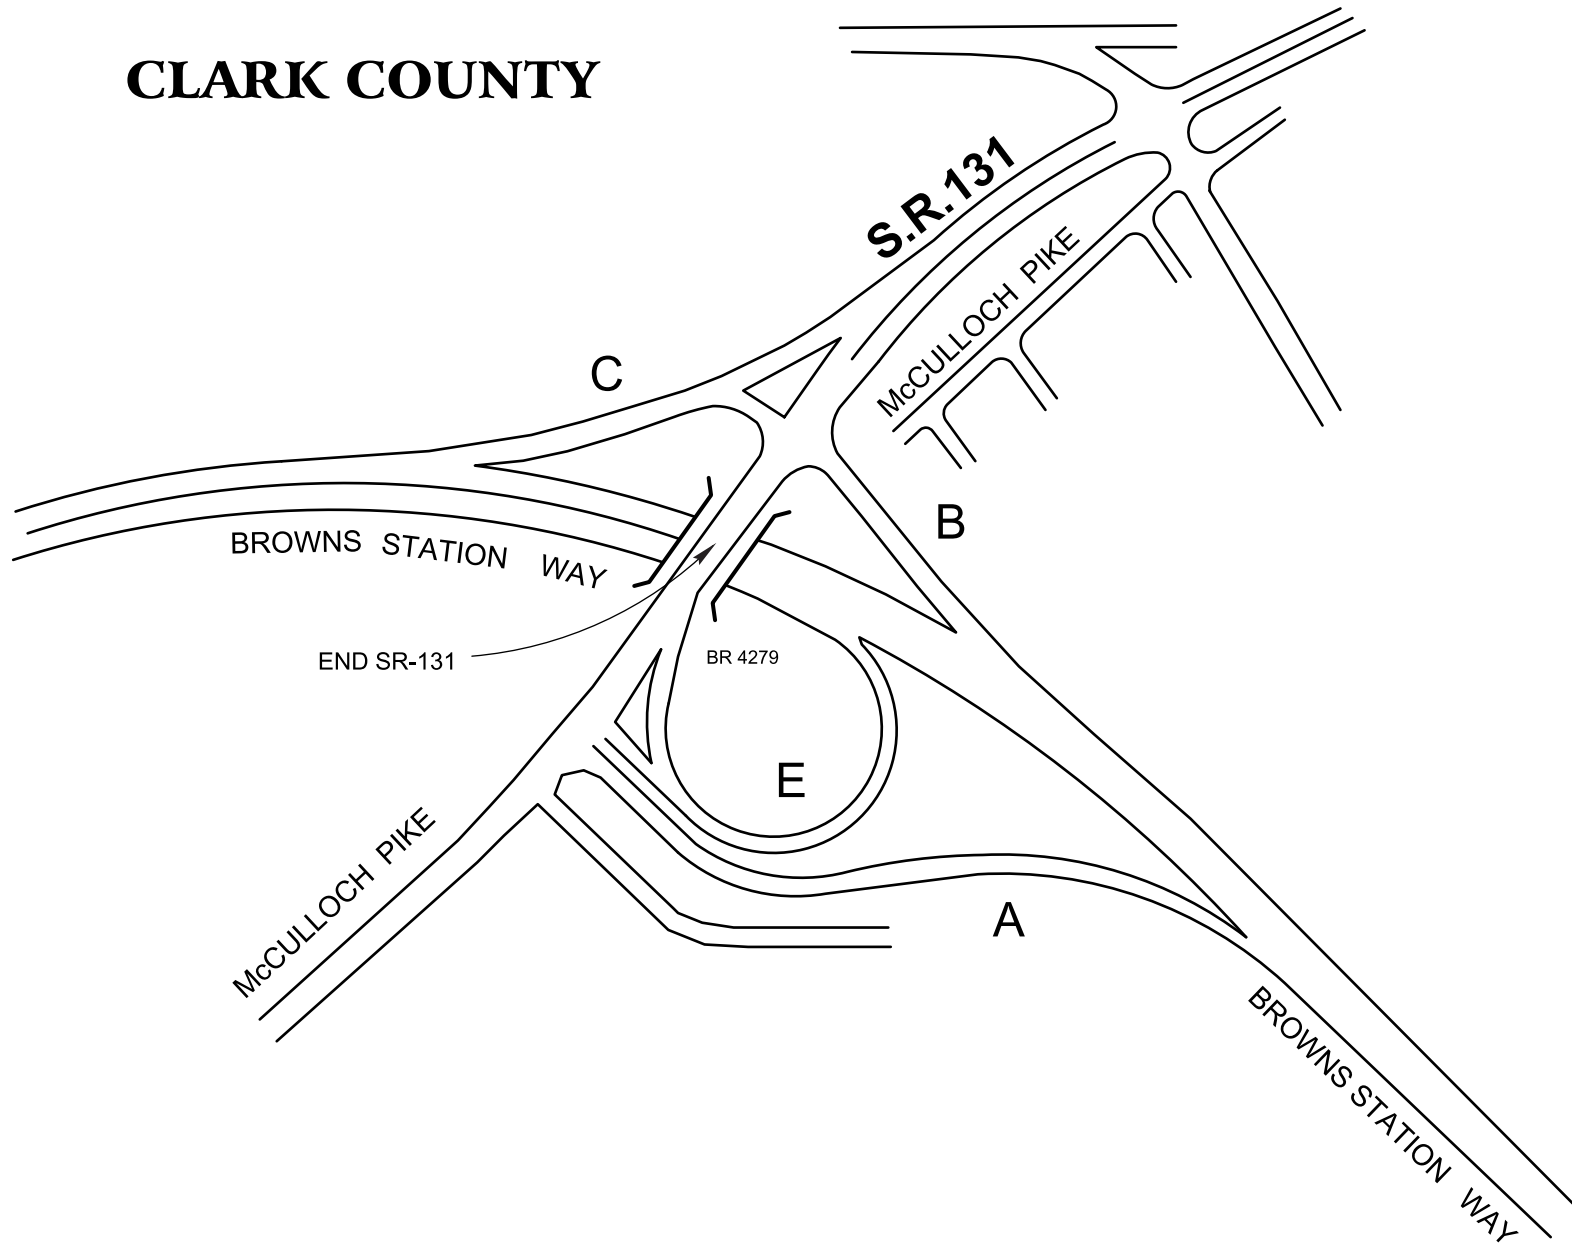 CLARK COUNTY
S.R.131
McCULLOCH PIKE
C
B
BROWNS STATION WAY
END SR-131
BR 4279
E
McCULLOCH PIKE
A
BROWNS STATION WAY